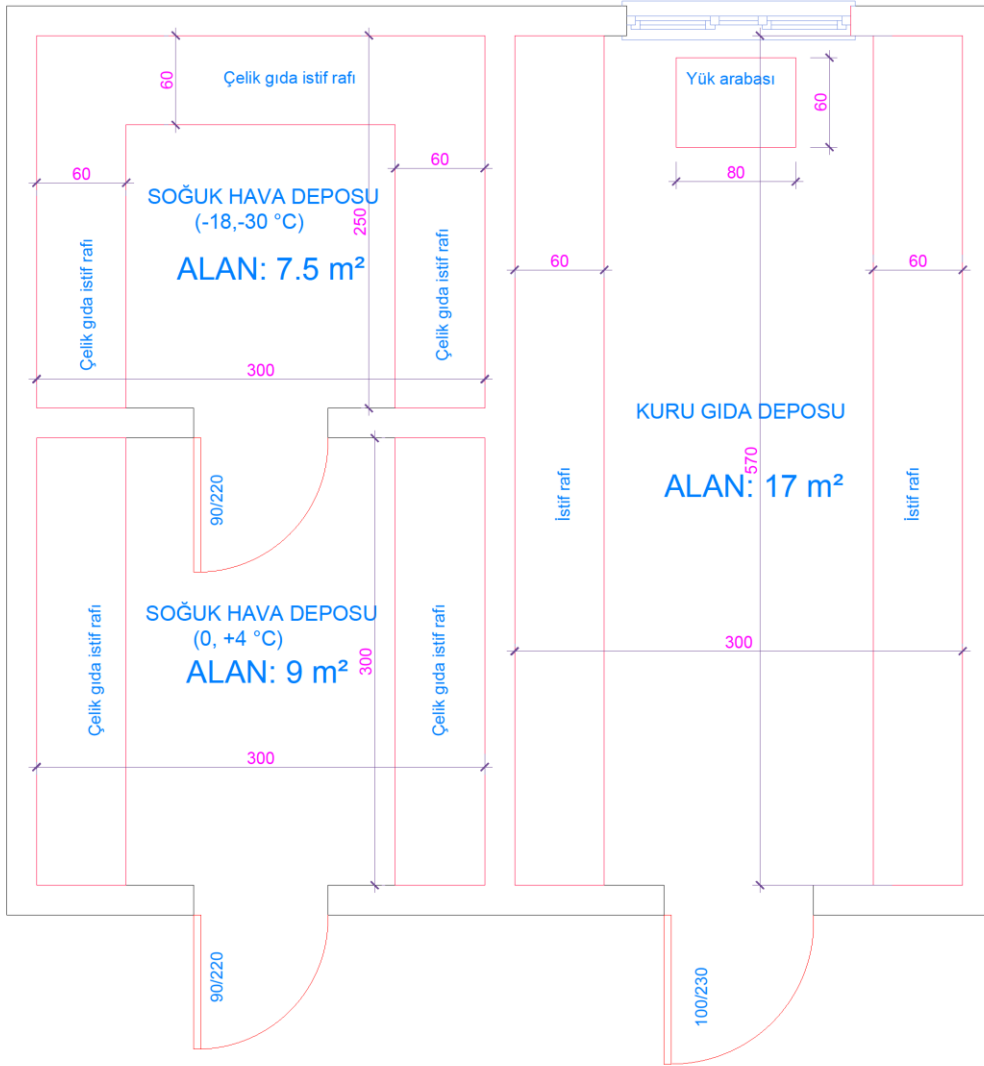 60
Çelik gıda istif rafı
60
60
SOĞUK HAVA DEPOSU
(-18,-30 °C)
250
ALAN: 7.5 m²
Çelik gıda istif rafı
Çelik gıda istif rafı
300
90/220
SOĞUK HAVA DEPOSU
(0, +4 °C)
ALAN: 9 m²
300
Çelik gıda istif rafı
Çelik gıda istif rafı
300
90/220
Yük arabası
60
80
60
60
KURU GIDA DEPOSU
570
ALAN: 17 m²
İstif rafı
İstif rafı
300
100/230